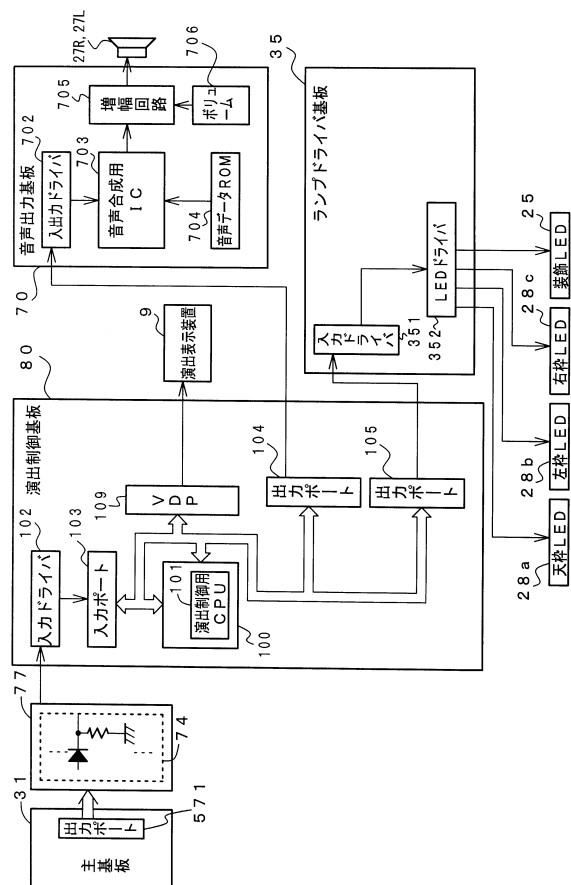 31
主基板
出力ポート
571
77
74
80
演出制御基板
102
入力ドライバ
103
入力ポート
101
演出制御用
CPU
100
109
VDP
9
演出表示装置
104
出力ポート
105
出力ポート
70
音声出力基板
702
入出力ドライバ
703
音声合成用
IC
704
音声データROM
705
増幅回路
706
ボリューム
27R,27L
35
ランプドライバ基板
入力ドライバ
351
LEDドライバ
352
28a
天枠LED
28b
左枠LED
28c
右枠LED
25
装飾LED